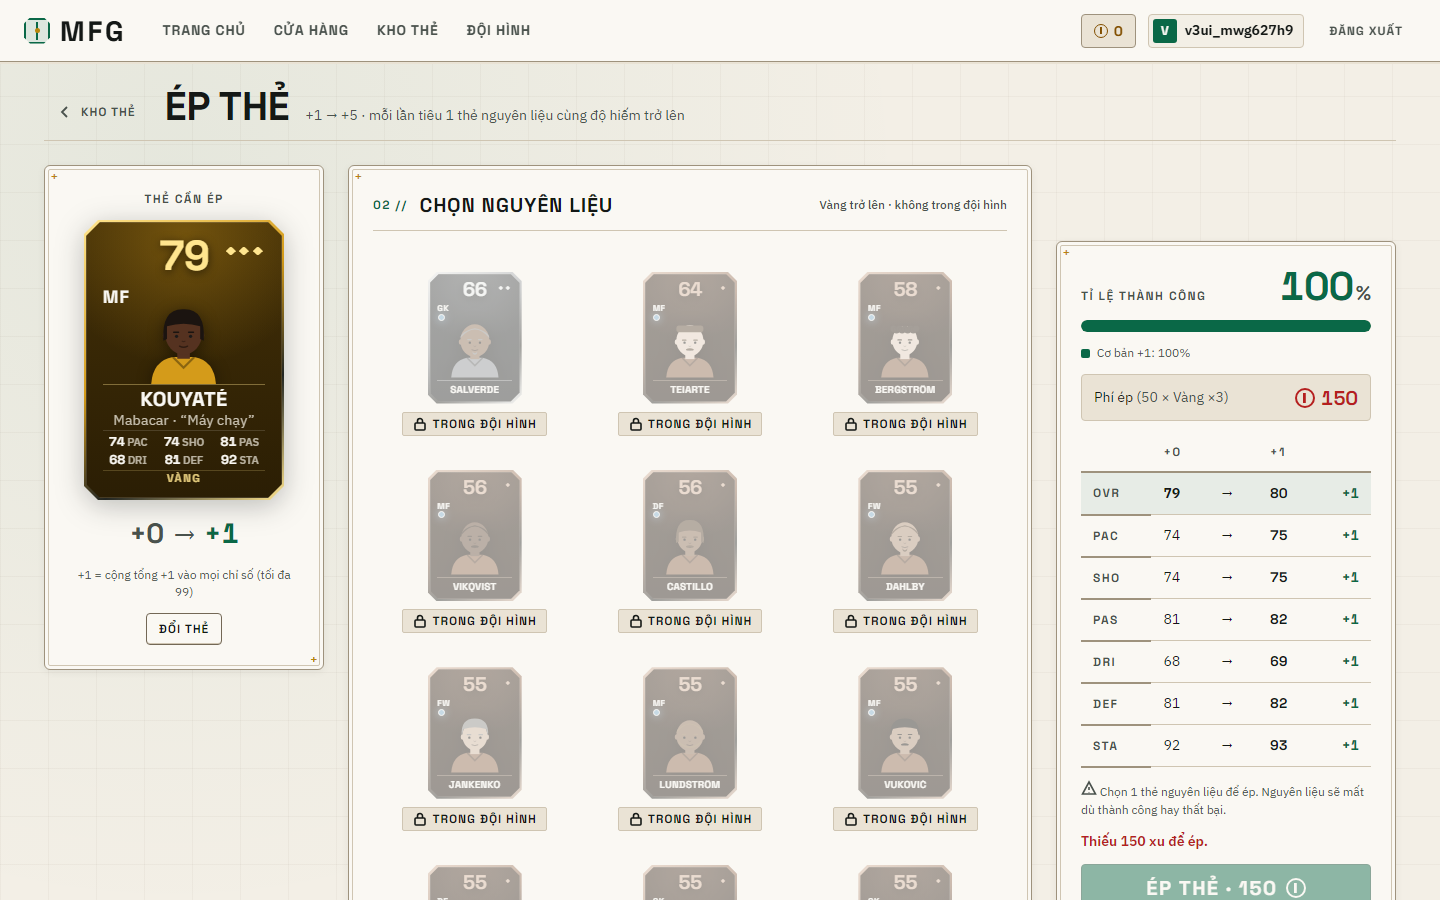 MFG TRANG CHỦ CỬA HÀNG KHO THẺ ĐỘI HÌNH 0 V v3ui_mwg627h9 ĐĂNG XUẤT
KHO THẺ ÉP THẺ +1 → +5 · mỗi lần tiêu 1 thẻ nguyên liệu cùng độ hiếm trở lên
THẺ CẦN ÉP
79
MF
KOUYATÉ
Mabacar · “Máy chạy”
74 PAC 74 SHO 81 PAS
68 DRI 81 DEF 92 STA
VÀNG
+0 → +1
+1 = cộng tổng +1 vào mọi chỉ số (tối đa
99)
ĐỔI THẺ
02 // CHỌN NGUYÊN LIỆU Vàng trở lên · không trong đội hình
66
GK
SALVERDE
TRONG ĐỘI HÌNH
64
MF
TEIARTE
TRONG ĐỘI HÌNH
58
MF
BERGSTRÖM
TRONG ĐỘI HÌNH
56
MF
VIKQVIST
TRONG ĐỘI HÌNH
56
DF
CASTILLO
TRONG ĐỘI HÌNH
55
FW
DAHLBY
TRONG ĐỘI HÌNH
55
FW
JANKENKO
TRONG ĐỘI HÌNH
55
MF
LUNDSTRÖM
TRONG ĐỘI HÌNH
55
MF
VUKOVIĆ
TRONG ĐỘI HÌNH
55
55
55
TỈ LỆ THÀNH CÔNG 100%
Cơ bản +1: 100%
Phí ép (50 × Vàng ×3) 150
+0 +1
OVR 79 → 80 +1
PAC 74 → 75 +1
SHO 74 → 75 +1
PAS 81 → 82 +1
DRI 68 → 69 +1
DEF 81 → 82 +1
STA 92 → 93 +1
Chọn 1 thẻ nguyên liệu để ép. Nguyên liệu sẽ mất
dù thành công hay thất bại.
Thiếu 150 xu để ép.
ÉP THẺ · 150